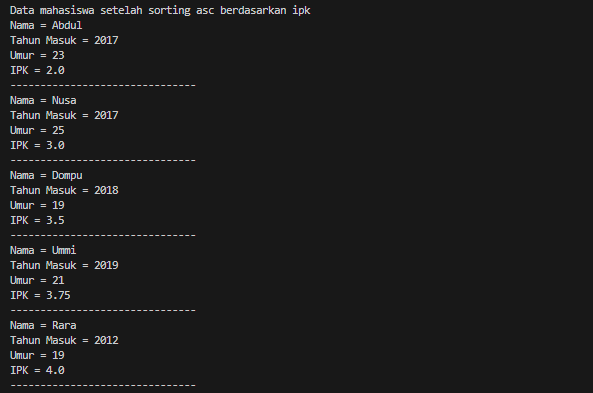 Data mahasiswa setelah sorting asc berdasarkan ipk
Nama = Abdul
Tahun Masuk = 2017
Umur = 23
IPK = 2.0
-------------------------------
Nama = Nusa
Tahun Masuk = 2017
Umur = 25
IPK = 3.0
-------------------------------
Nama = Dompu
Tahun Masuk = 2018
Umur = 19
IPK = 3.5
-------------------------------
Nama = Ummi
Tahun Masuk = 2019
Umur = 21
IPK = 3.75
-------------------------------
Nama = Rara
Tahun Masuk = 2012
Umur = 19
IPK = 4.0
-------------------------------